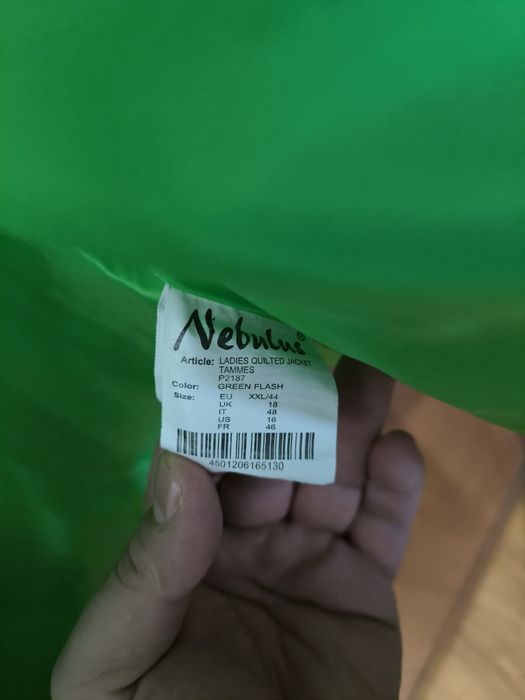 Nebulus®
Article: LADIES QUILTED JACKET
TAMMES
P2187
Color: GREEN FLASH
Size: EU XXL/44
UK 18
IT 48
US 16
FR 46
4501206165130